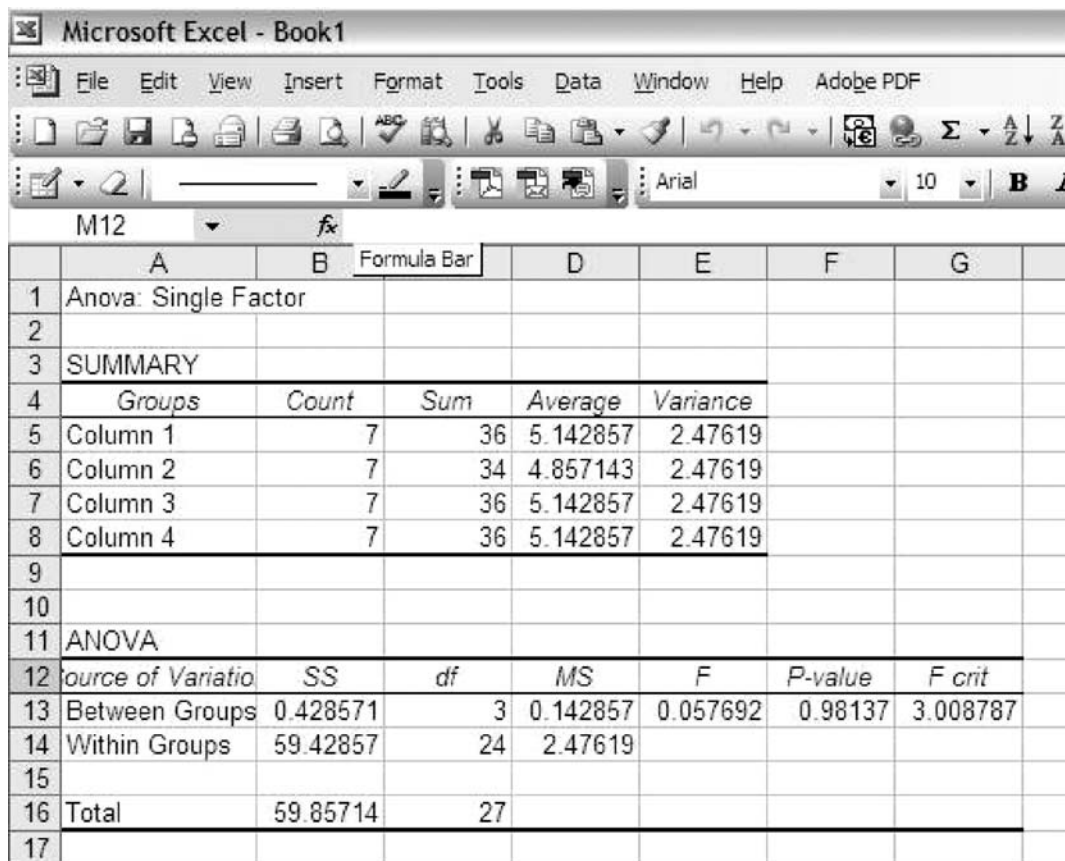 Microsoft Excel - Book1
File Edit View Insert Format Tools Data Window Help Adobe PDF
ABC Σ A Z Z A
Arial 10 B I
M12 fx
Formula Bar
A B D E F G
1 Anova: Single Factor
2
3 SUMMARY
4 Groups Count Sum Average Variance
5 Column 1 7 36 5.142857 2.47619
6 Column 2 7 34 4.857143 2.47619
7 Column 3 7 36 5.142857 2.47619
8 Column 4 7 36 5.142857 2.47619
9
10
11 ANOVA
12 ource of Variatio SS df MS F P-value F crit
13 Between Groups 0.428571 3 0.142857 0.057692 0.98137 3.008787
14 Within Groups 59.42857 24 2.47619
15
16 Total 59.85714 27
17